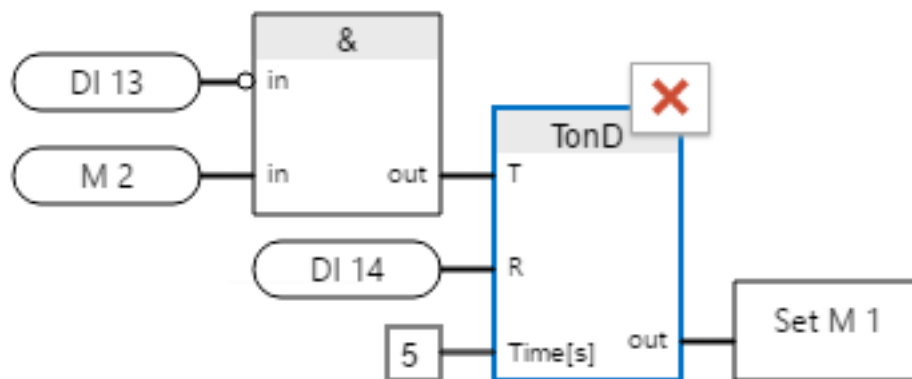 &
DI 13
in
TonD
M 2
in
out
T
DI 14
R
Set M 1
5
Time[s]
out